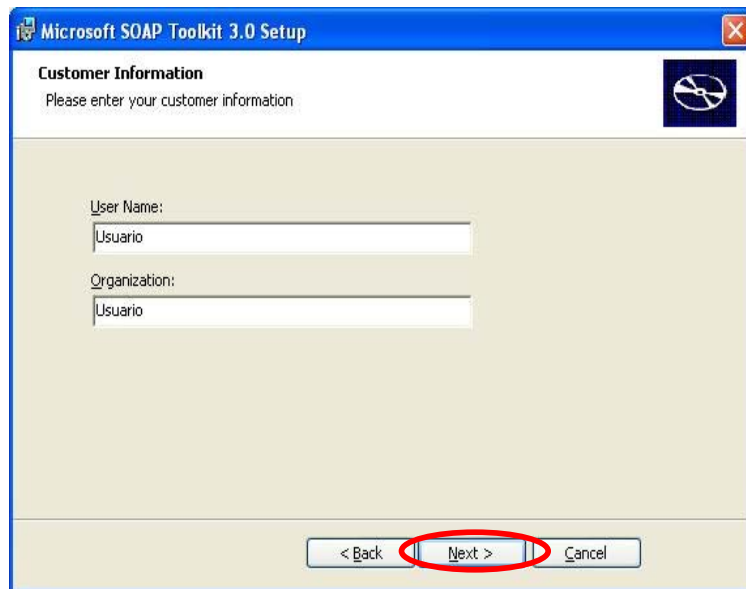 Microsoft SOAP Toolkit 3.0 Setup
Customer Information
Please enter your customer information
User Name:
Usuario
Organization:
Usuario
< Back
Next >
Cancel